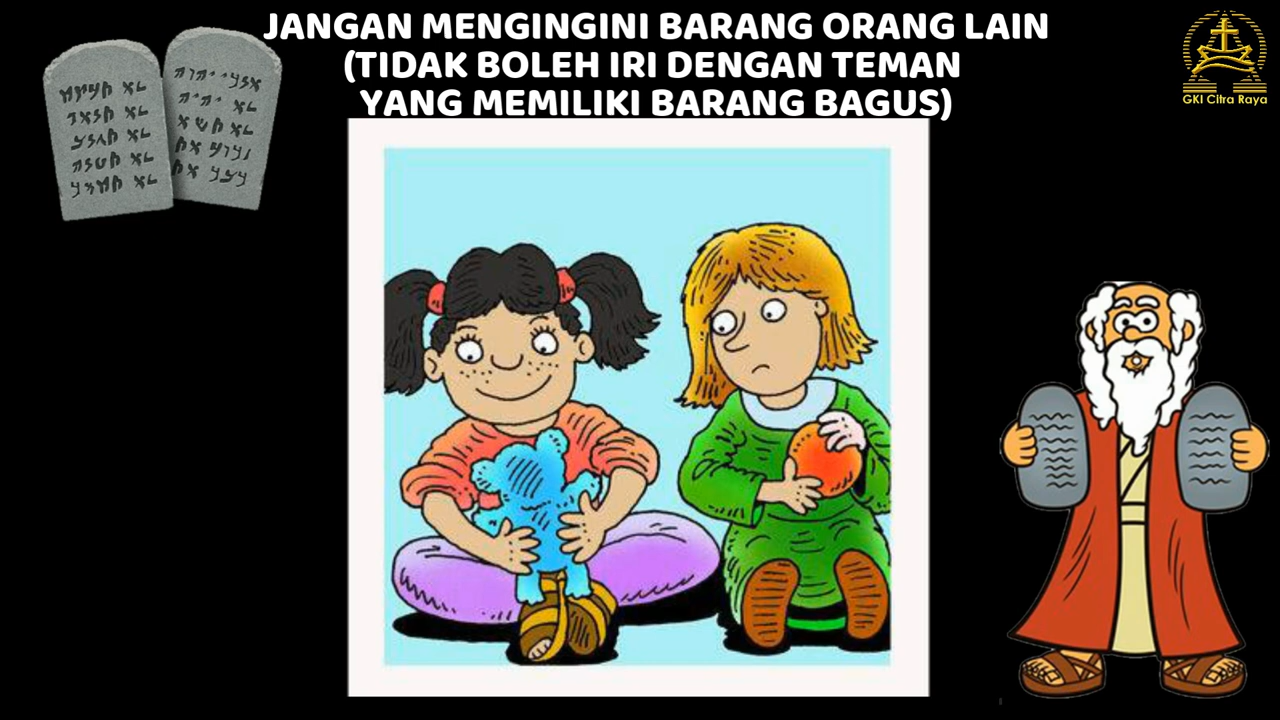 JANGAN MENGINGINI BARANG ORANG LAIN
(TIDAK BOLEH IRI DENGAN TEMAN
YANG MEMILIKI BARANG BAGUS)
GKI Citra Raya